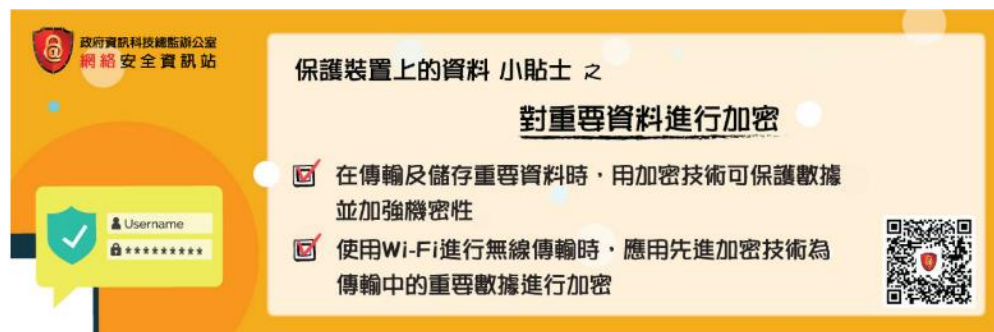 政府資訊科技總監辦公室
網絡安全資訊站
保護裝置上的資料 小貼士 之
對重要資料進行加密
在傳輸及儲存重要資料時，用加密技術可保護數據
並加強機密性
使用Wi-Fi進行無線傳輸時，應用先進加密技術為
傳輸中的重要數據進行加密
Username
*********